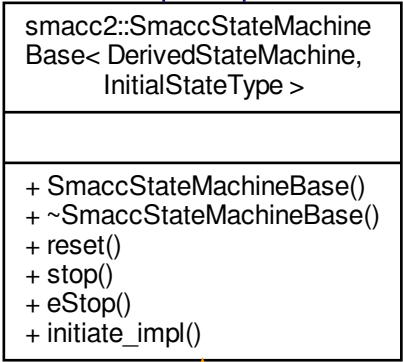 smacc2::SmaccStateMachine
Base< DerivedStateMachine,
InitialStateType >
+ SmaccStateMachineBase()
+ ~SmaccStateMachineBase()
+ reset()
+ stop()
+ eStop()
+ initiate_impl()